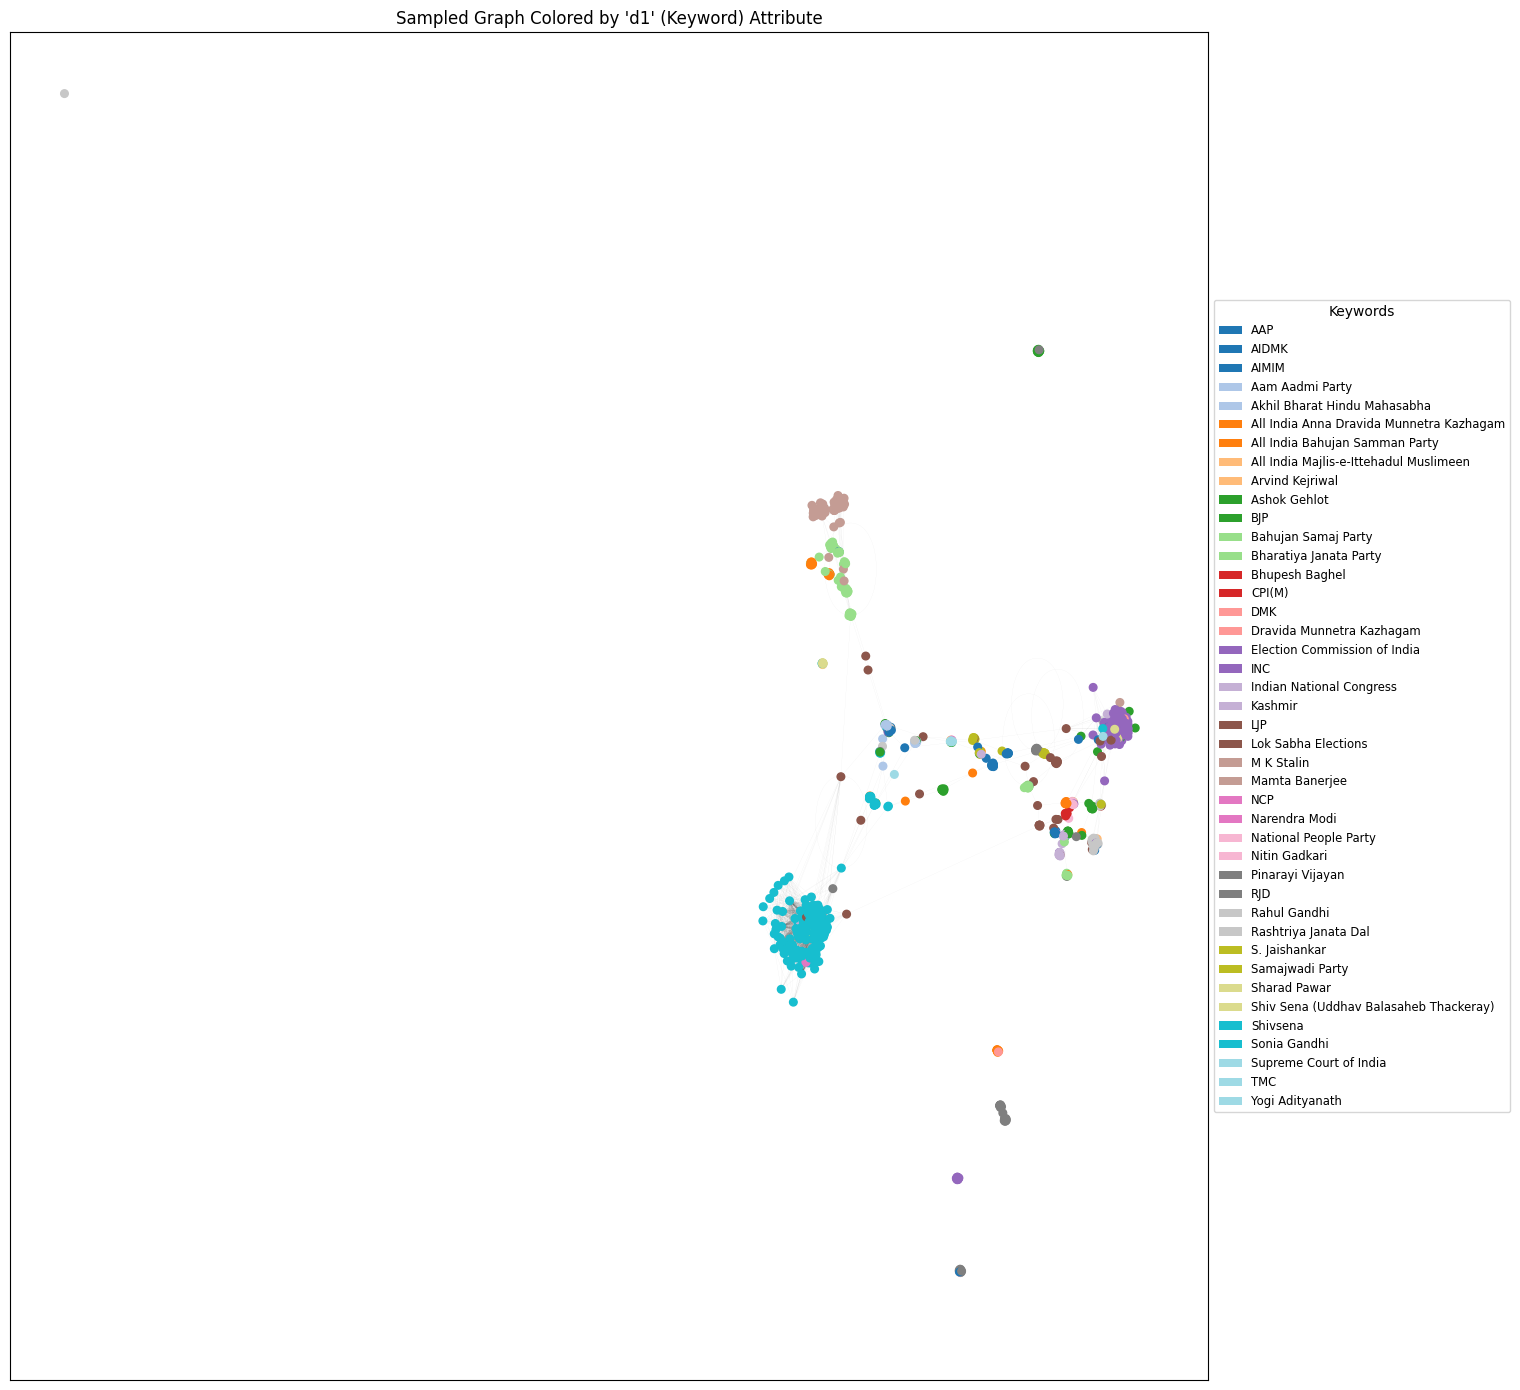 Sampled Graph Colored by 'd1' (Keyword) Attribute
Keywords
AAP
AIDMK
AIMIM
Aam Aadmi Party
Akhil Bharat Hindu Mahasabha
All India Anna Dravida Munnetra Kazhagam
All India Bahujan Samman Party
All India Majlis-e-Ittehadul Muslimeen
Arvind Kejriwal
Ashok Gehlot
BJP
Bahujan Samaj Party
Bharatiya Janata Party
Bhupesh Baghel
CPI(M)
DMK
Dravida Munnetra Kazhagam
Election Commission of India
INC
Indian National Congress
Kashmir
LJP
Lok Sabha Elections
M K Stalin
Mamta Banerjee
NCP
Narendra Modi
National People Party
Nitin Gadkari
Pinarayi Vijayan
RJD
Rahul Gandhi
Rashtriya Janata Dal
S. Jaishankar
Samajwadi Party
Sharad Pawar
Shiv Sena (Uddhav Balasaheb Thackeray)
Shivsena
Sonia Gandhi
Supreme Court of India
TMC
Yogi Adityanath